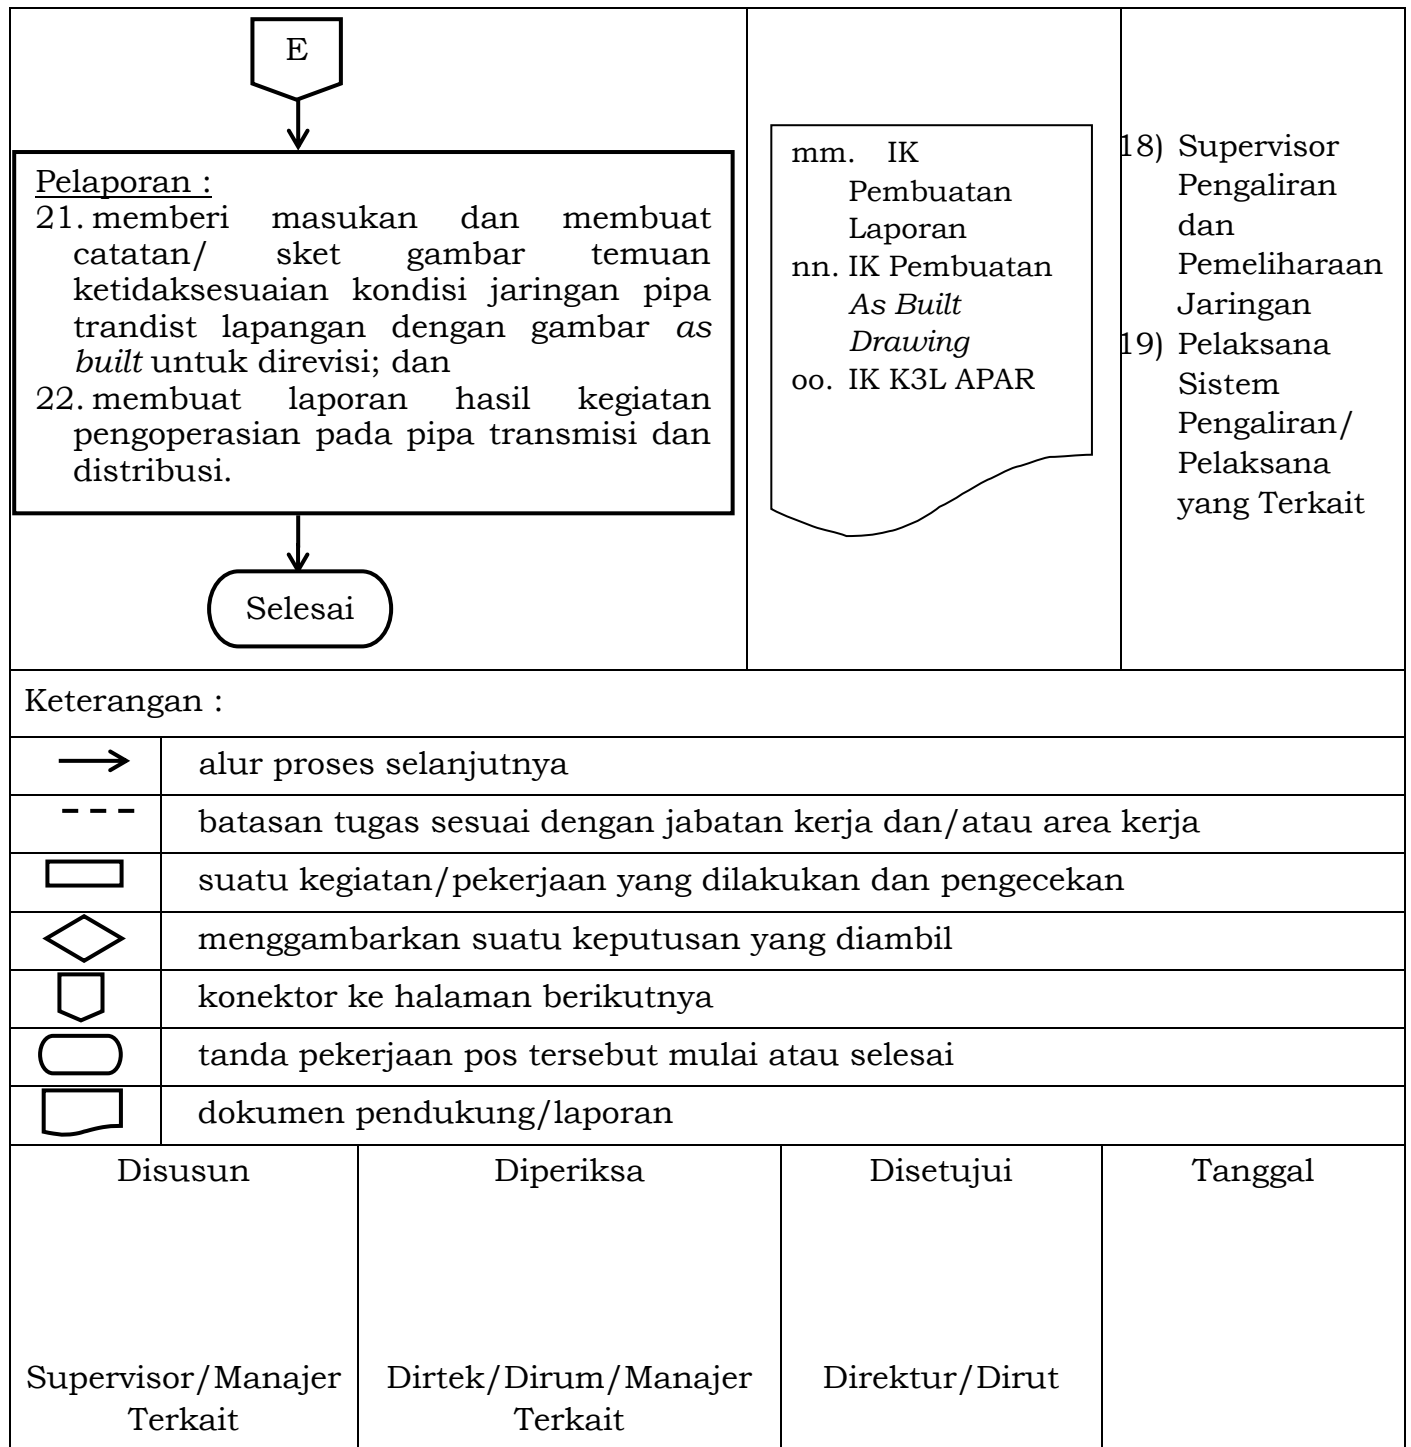 E
Pelaporan :
21. memberi masukan dan membuat
catatan/ sket gambar temuan
ketidaksesuaian kondisi jaringan pipa
trandist lapangan dengan gambar as
built untuk direvisi; dan
22. membuat laporan hasil kegiatan
pengoperasian pada pipa transmisi dan
distribusi.
Selesai
mm. IK
Pembuatan
Laporan
nn. IK Pembuatan
As Built
Drawing
oo. IK K3L APAR
18) Supervisor
Pengaliran
dan
Pemeliharaan
Jaringan
19) Pelaksana
Sistem
Pengaliran/
Pelaksana
yang Terkait
Keterangan :
alur proses selanjutnya
batasan tugas sesuai dengan jabatan kerja dan/atau area kerja
suatu kegiatan/pekerjaan yang dilakukan dan pengecekan
menggambarkan suatu keputusan yang diambil
konektor ke halaman berikutnya
tanda pekerjaan pos tersebut mulai atau selesai
dokumen pendukung/laporan
Disusun
Supervisor/Manajer
Terkait
Diperiksa
Dirtek/Dirum/Manajer
Terkait
Disetujui
Direktur/Dirut
Tanggal